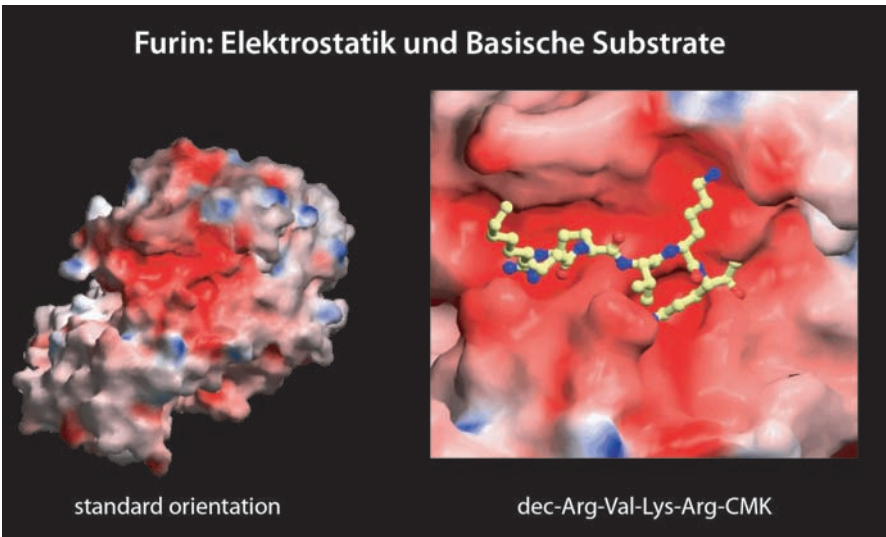 Furin: Elektrostatik und Basische Substrate
standard orientation
dec-Arg-Val-Lys-Arg-CMK